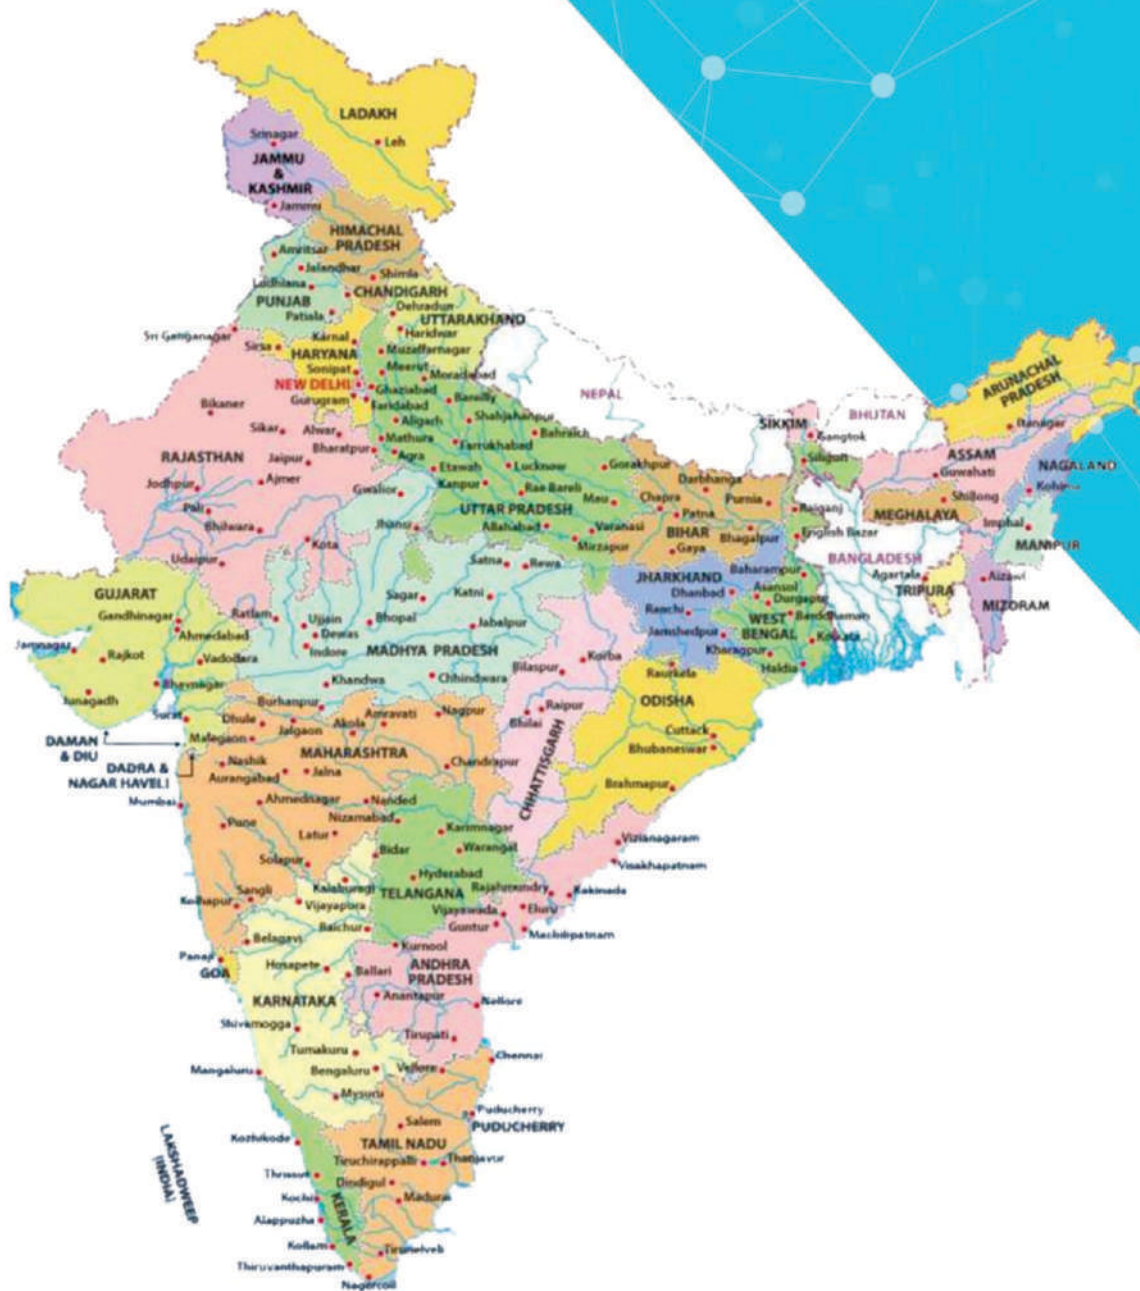 LADAKH
Leh
Srinagar
JAMMU
&
KASHMIR
Jammu
HIMACHAL
PRADESH
Amritsar
Jalandhar
Shimla
Ludhiana
CHANDIGARH
PUNJAB
Dehradun
Patiala
UTTARAKHAND
Haridwar
Sri Ganganagar
Karnal
Sirsa
HARYANA
Muzaffarnagar
Sonipat
Meerut
Moradabad
NEW DELHI
Ghaziabad
Gurugram
Bareilly
Faridabad
NEPAL
BHUTAN
ARUNACHAL
PRADESH
Itanagar
SIKKIM
Gangtok
Bikaner
Aligarh
Shahjahanpur
Sikar
Alwar
Mathura
Farrukhabad
Bahraich
Bharatpur
Agra
RAJASTHAN
Jaipur
Etawah
Lucknow
Gorakhpur
Siliguri
ASSAM
Guwahati
NAGALAND
Kohima
Jodhpur
Ajmer
Gwalior
Kanpur
Rae Bareli
Mau
Darbhanga
Chapra
Purnia
Patna
Shillong
MEGHALAYA
Pali
Bhilwara
Jhansi
UTTAR PRADESH
Allahabad
Varanasi
BIHAR
Bhagalpur
Raiganj
English Bazar
Imphal
MANIPUR
Kota
Mirzapur
Gaya
BANGLADESH
Udaipur
Satna
Rewa
JHARKHAND
Baharampur
Agartala
Aizawl
TRIPURA
MIZORAM
GUJARAT
Gandhinagar
Ahmedabad
Ratlam
Ujjain
Dewas
Indore
Bhopal
Sagar
Katni
Jabalpur
Dhanbad
Asansol
Durgapur
Ranchi
WEST
BENGAL
Barddhaman
Jamshedpur
Kolkata
Kharagpur
Haldia
Jamnagar
Rajkot
Vadodara
MADHYA PRADESH
Bilaspur
Korba
Raurkela
Junagadh
Bhavnagar
Khandwa
Chhindwara
Surat
Burhanpur
Dhule
Jalgaon
Akola
Amravati
Nagpur
Raipur
Bhilai
ODISHA
Cuttack
Bhubaneswar
DAMAN
& DIU
Malegaon
MAHARASHTRA
CHHATTISGARH
DADRA &
NAGAR HAVELI
Nashik
Aurangabad
Jalna
Chandrapur
Brahmapur
Mumbai
Ahmednagar
Nanded
Nizamabad
Pune
Latur
Karimnagar
Warangal
Vizianagaram
Visakhapatnam
Solapur
Bidar
Hyderabad
Kalaburagi
TELANGANA
Rajahmundry
Kakinada
Sangli
Kolhapur
Vijayapura
Vijayawada
Eluru
Guntur
Machilipatnam
Raichur
Belagavi
Kurnool
Panaji
GOA
Hosapete
Ballari
ANDHRA
PRADESH
KARNATAKA
Anantapur
Nellore
Shivamogga
Tirupati
Tumakuru
Chennai
Mangaluru
Bengaluru
Vellore
Mysuru
Puducherry
PUDUCHERRY
Salem
Kozhikode
TAMIL NADU
LAKSHADWEEP
(INDIA)
Tiruchirappalli
Thanjavur
Thrissur
Dindigul
Kochi
KERALA
Madurai
Alappuzha
Kollam
Tirunelveli
Thiruvanthapuram
Nagercoil